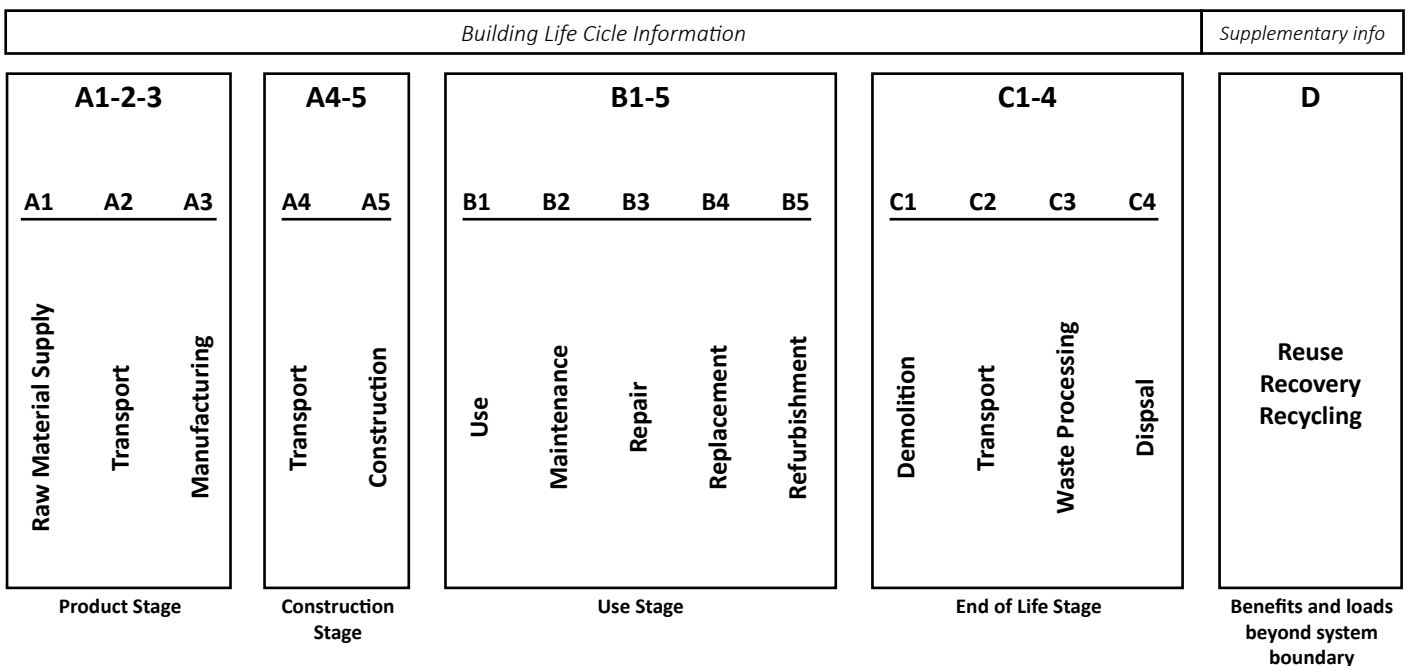 Building Life Cicle Information
Supplementary info
A1-2-3
A4-5
B1-5
C1-4
D
A1
A2
A3
A4
A5
B1
B2
B3
B4
B5
C1
C2
C3
C4
Raw Material Supply
Transport
Manufacturing
Transport
Construction
Use
Maintenance
Repair
Replacement
Refurbishment
Demolition
Transport
Waste Processing
Dispsal
Reuse
Recovery
Recycling
Product Stage
Construction
Stage
Use Stage
End of Life Stage
Benefits and loads
beyond system
boundary